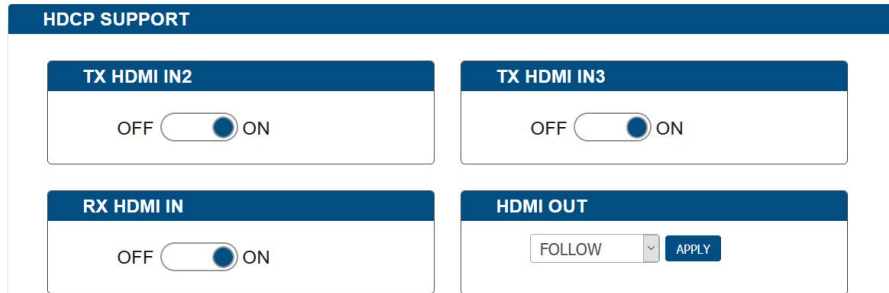 HDCP SUPPORT
TX HDMI IN2
TX HDMI IN3
OFF ON
OFF ON
RX HDMI IN
HDMI OUT
OFF ON
FOLLOW APPLY